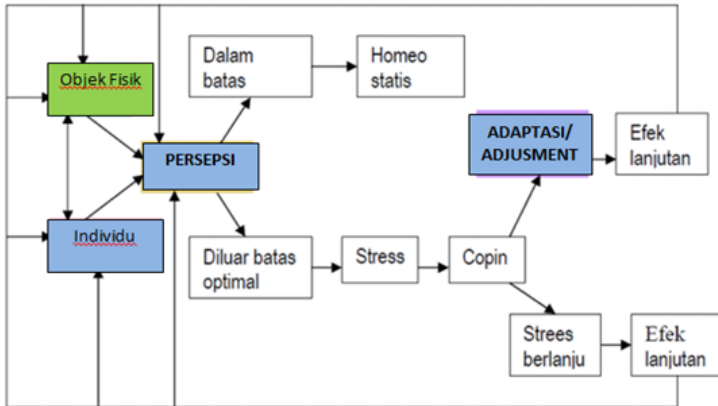 Dalam
batas
Homeo
statis
Objek Fisik
ADAPTASI/
ADJUSMENT
Efek
lanjutan
PERSEPSI
Individu
Diluar batas
optimal
Stress
Copin
Strees
berlanju
Efek
lanjutan